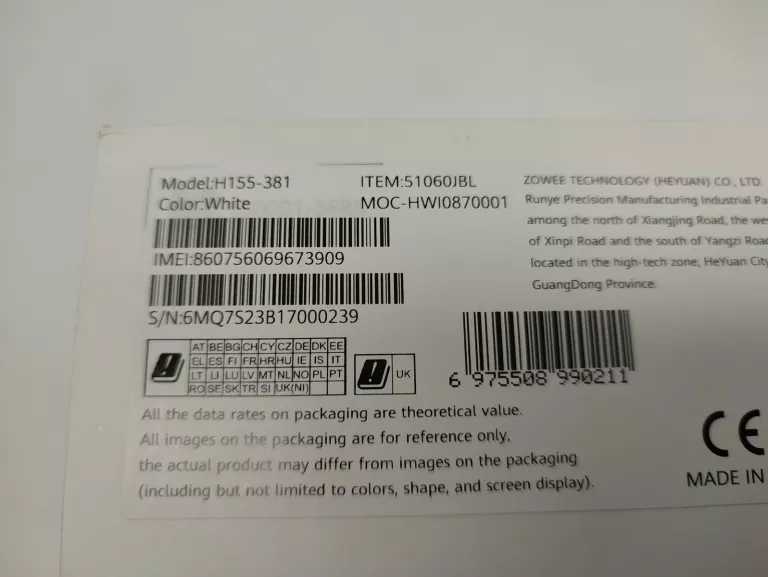 Model:H155-381
Color:White
ITEM:51060JBL
MOC-HWI0870001
IMEI:860756069673909
S/N:6MQ7S23B17000239
ZOWEE TECHNOLOGY (HEYUAN) CO., LTD.
Runye Precision Manufacturing Industrial Pa
among the north of Xiangjing Road, the wes
of Xinpi Road and the south of Yangzi Road
located in the high-tech zone, HeYuan City
GuangDong Province.
AT BE BG CH CY CZ DE DK EE
EL ES FI FR HR HU IE IS IT
LT LI LU LV MT NL NO PL PT
RO SE SK TR SI UK(NI)
UK
6 975508 990211
All the data rates on packaging are theoretical value.
All images on the packaging are for reference only,
the actual product may differ from images on the packaging
(including but not limited to colors, shape, and screen display).
CE
MADE IN